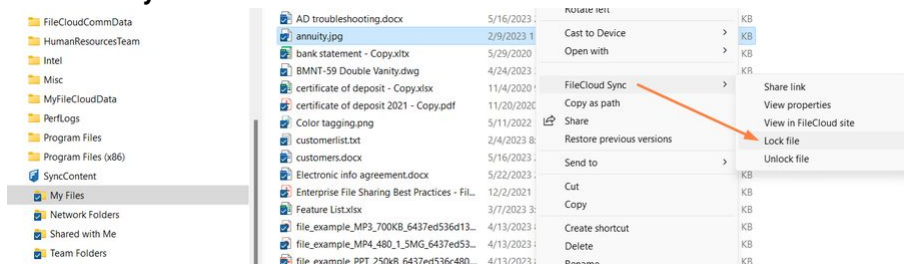 FileCloudCommData
HumanResourcesTeam
Intel
Misc
MyFileCloudData
PerfLogs
Program Files
Program Files (x86)
SyncContent
My Files
Network Folders
Shared with Me
Team Folders
AD troubleshooting.docx 5/16/2023
annuity.jpg 2/9/2023 1 KB
bank statement - Copy.xltx 5/29/2020 KB
BMNT-59 Double Vanity.dwg 4/24/2023 KB
certificate of deposit - Copy.xlsx 11/4/2020
certificate of deposit 2021 - Copy.pdf 11/20/2020
Color tagging.png 5/11/2022
customerlist.txt 2/4/2023 8:
customers.docx 5/16/2023
Electronic info agreement.docx 5/22/2023 KB
Enterprise File Sharing Best Practices - Fil... 12/2/2021 KB
Feature List.xlsx 3/7/2023 3: KB
file_example_MP3_700KB_6437ed536d13... 4/13/2023 KB
file_example_MP4_480_1_5MG_6437ed53... 4/13/2023 KB
file_example_PPT_250kB_6437ed536c480... 4/13/2023 KB
Rotate left
Cast to Device
Open with
FileCloud Sync
Copy as path
Share
Restore previous versions
Send to
Cut
Copy
Create shortcut
Delete
Rename
Share link
View properties
View in FileCloud site
Lock file
Unlock file